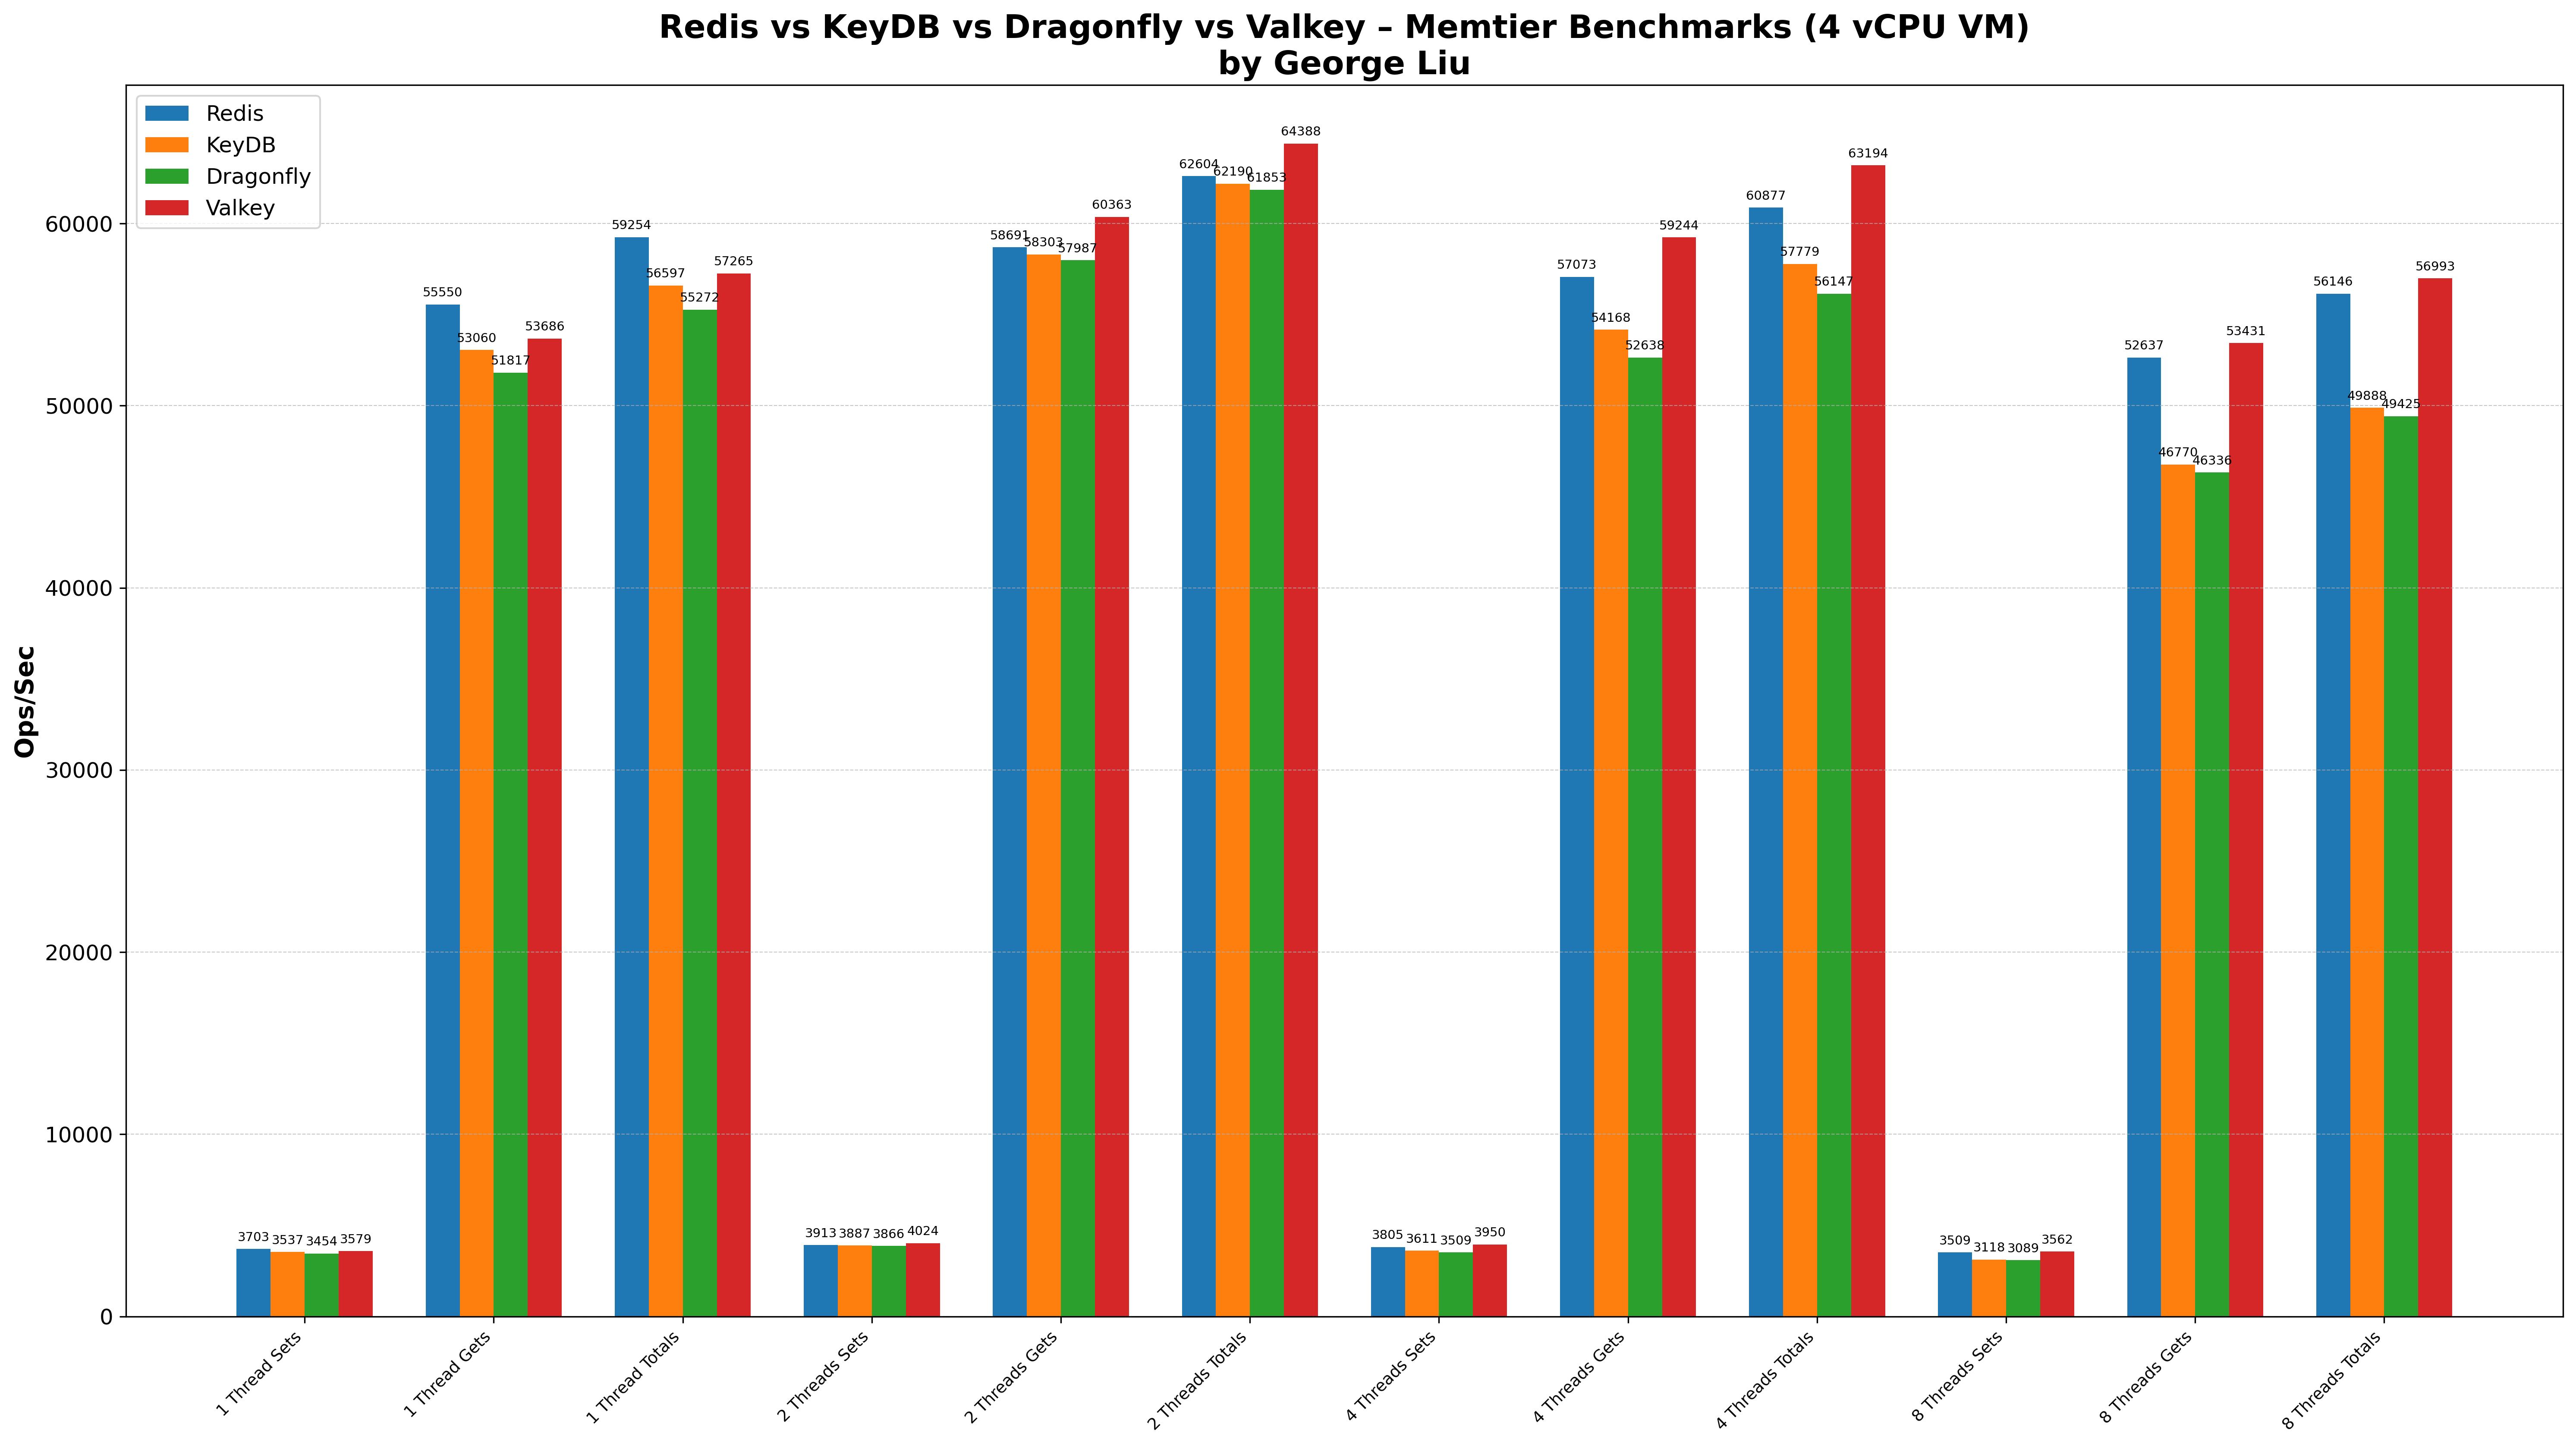 Redis vs KeyDB vs Dragonfly vs Valkey – Memtier Benchmarks (4 vCPU VM)
by George Liu
Redis
KeyDB
Dragonfly
Valkey
Ops/Sec
60000
50000
40000
30000
20000
10000
0
3703 3537 3454 3579
55550 53060 51817 53686
59254 56597 55272 57265
3913 3887 3866 4024
58691 58303 57987 60363
62604 62190 61853 64388
3805 3611 3509 3950
57073 54168 52638 59244
60877 57779 56147 63194
3509 3118 3089 3562
52637 46770 46336 53431
56146 49888 49425 56993
1 Thread Sets
1 Thread Gets
1 Thread Totals
2 Threads Sets
2 Threads Gets
2 Threads Totals
4 Threads Sets
4 Threads Gets
4 Threads Totals
8 Threads Sets
8 Threads Gets
8 Threads Totals